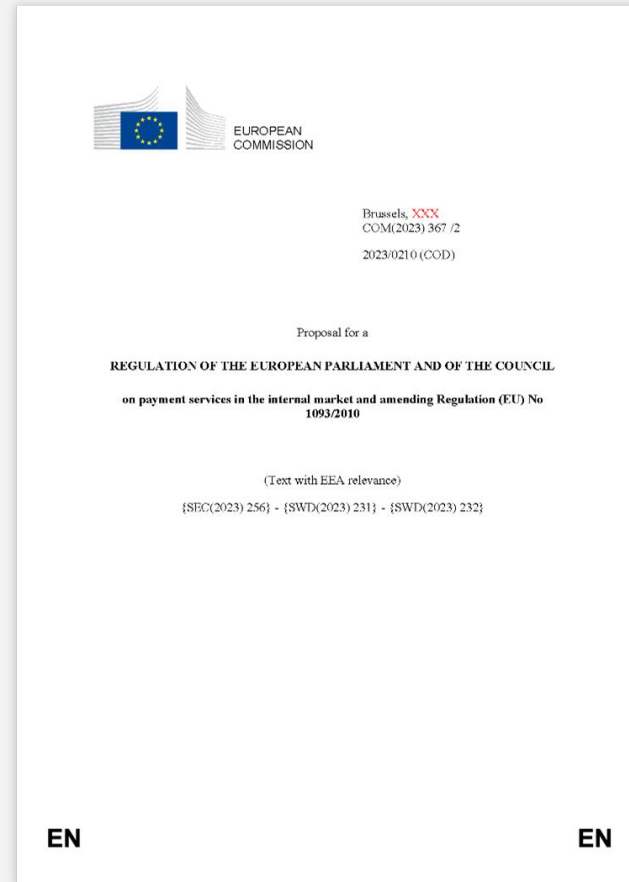 EUROPEAN
COMMISSION
Brussels, XXX
COM(2023) 367 /2
2023/0210 (COD)
Proposal for a
REGULATION OF THE EUROPEAN PARLIAMENT AND OF THE COUNCIL
on payment services in the internal market and amending Regulation (EU) No
1093/2010
(Text with EEA relevance)
{SEC(2023) 256} - {SWD(2023) 231} - {SWD(2023) 232}
EN EN